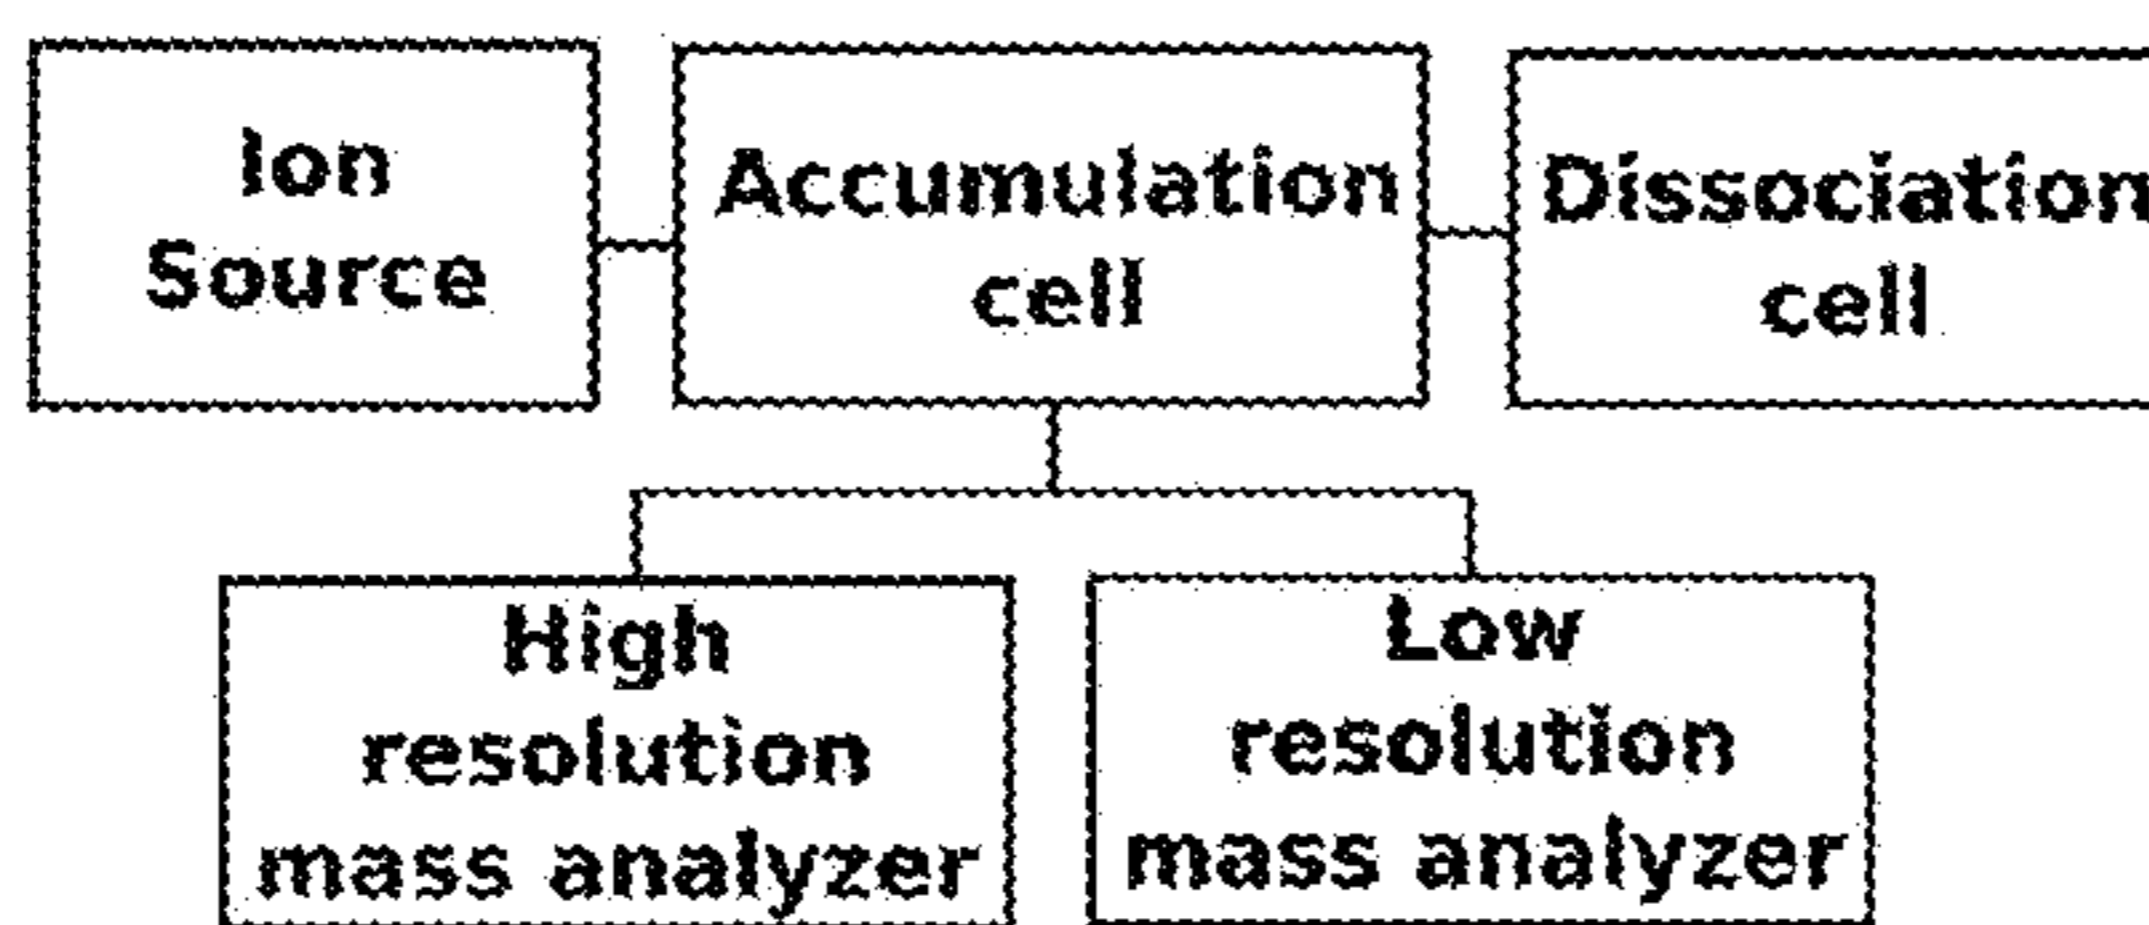 Ion
Source
Accumulation
cell
Dissociation
cell
High
resolution
mass analyzer
Low
resolution
mass analyzer